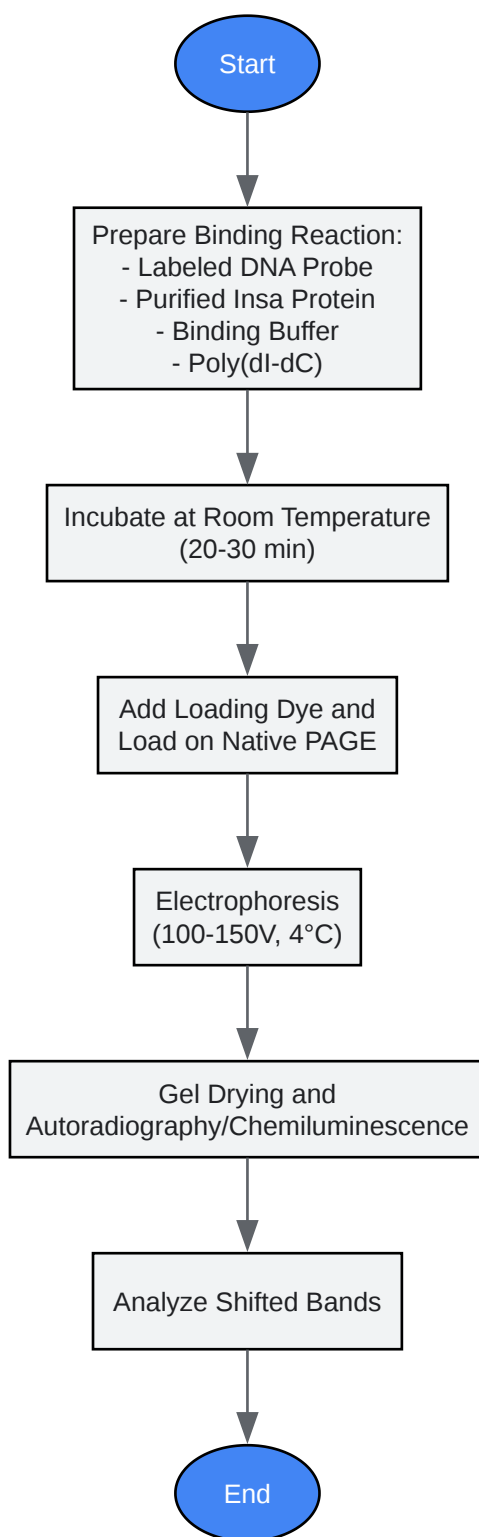 Start
Prepare Binding Reaction:
- Labeled DNA Probe
- Purified Insa Protein
- Binding Buffer
- Poly(dI-dC)
Incubate at Room Temperature
(20-30 min)
Add Loading Dye and
Load on Native PAGE
Electrophoresis
(100-150V, 4°C)
Gel Drying and
Autoradiography/Chemiluminescence
Analyze Shifted Bands
End